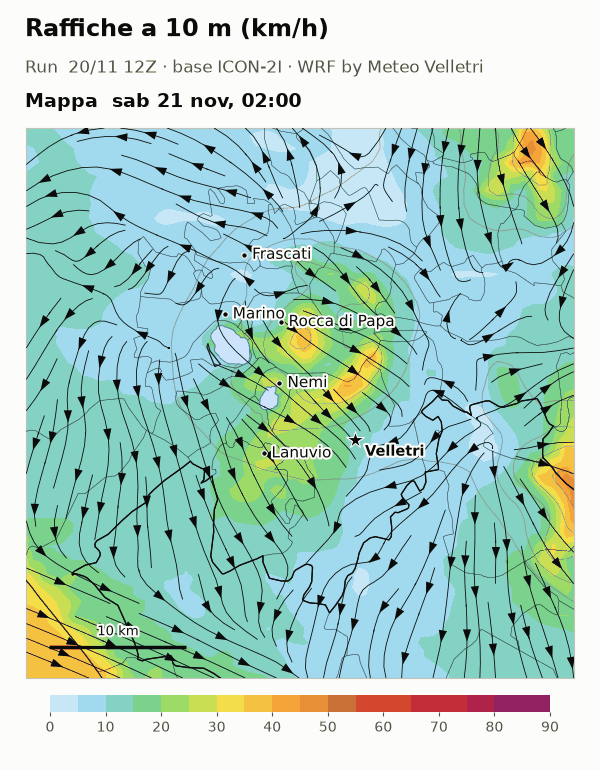 Raffiche a 10 m (km/h)
Run  20/11 12Z · base ICON-2I · WRF by Meteo Velletri
Mappa  sab 21 nov, 02:00
Frascati
Marino
Rocca di Papa
Nemi
Velletri
Lanuvio
10 km
0 10 20 30 40 50 60 70 80 90